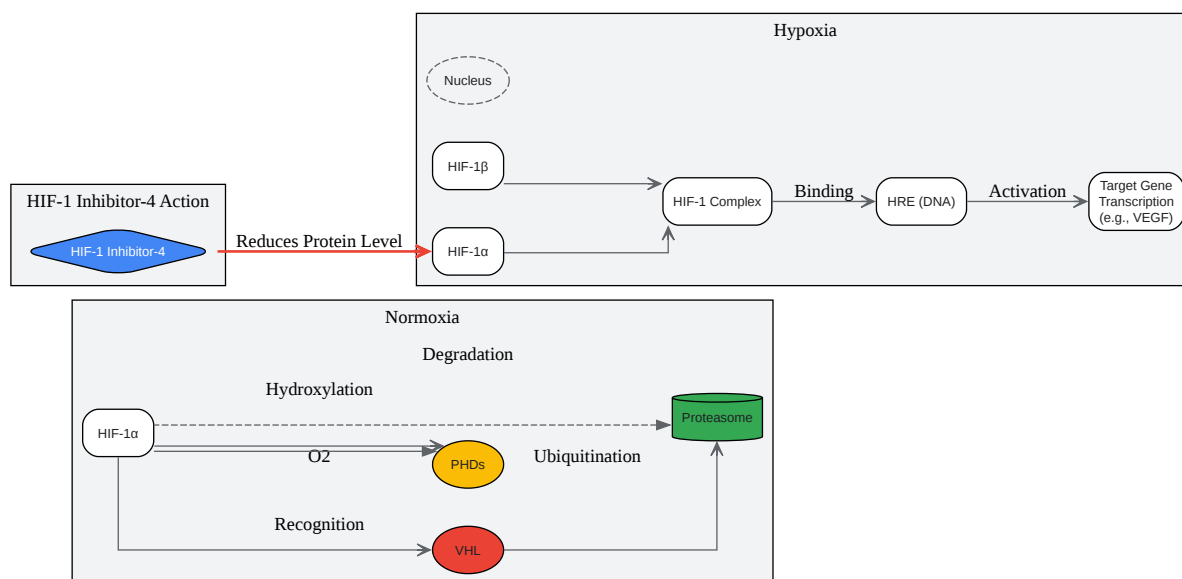 Hypoxia
Nucleus
HIF-1β
HIF-1 Inhibitor-4 Action
HIF-1 Complex
Binding
HRE (DNA)
Activation
Target Gene
Transcription
(e.g., VEGF)
HIF-1 Inhibitor-4
Reduces Protein Level
HIF-1α
Normoxia
Degradation
Hydroxylation
HIF-1α
Proteasome
O2
PHDs
Ubiquitination
Recognition
VHL